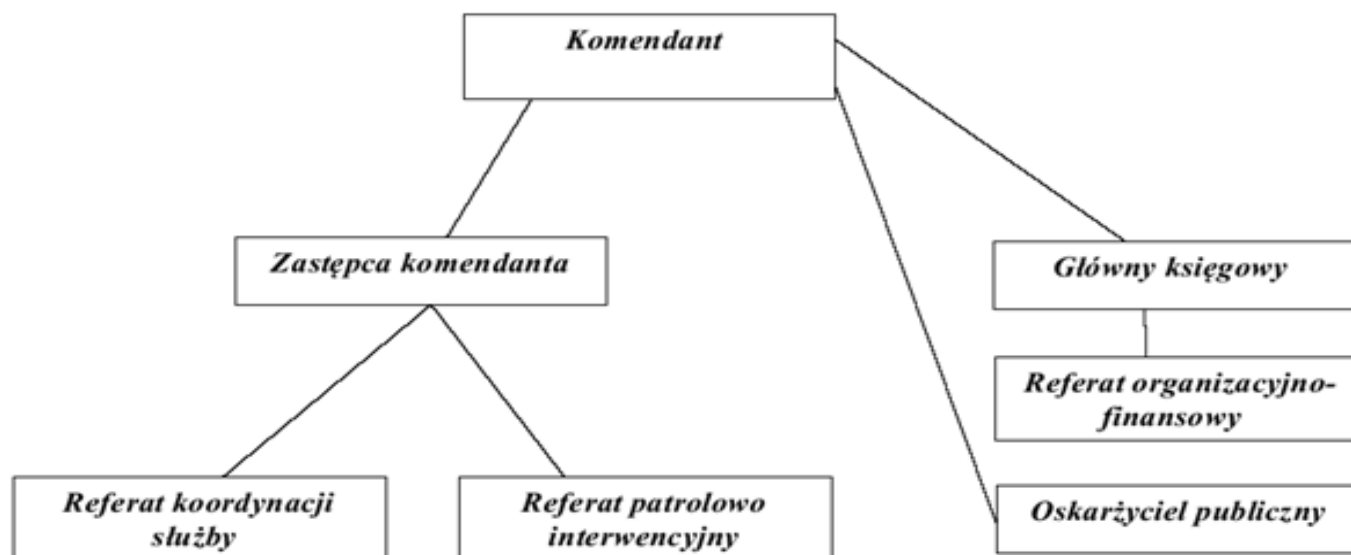 Komendant
Zastępca komendanta
Główny księgowy
Referat organizacyjno-
finansowy
Referat koordynacji
służby
Referat patrolowo
interwencyjny
Oskarżyciel publiczny